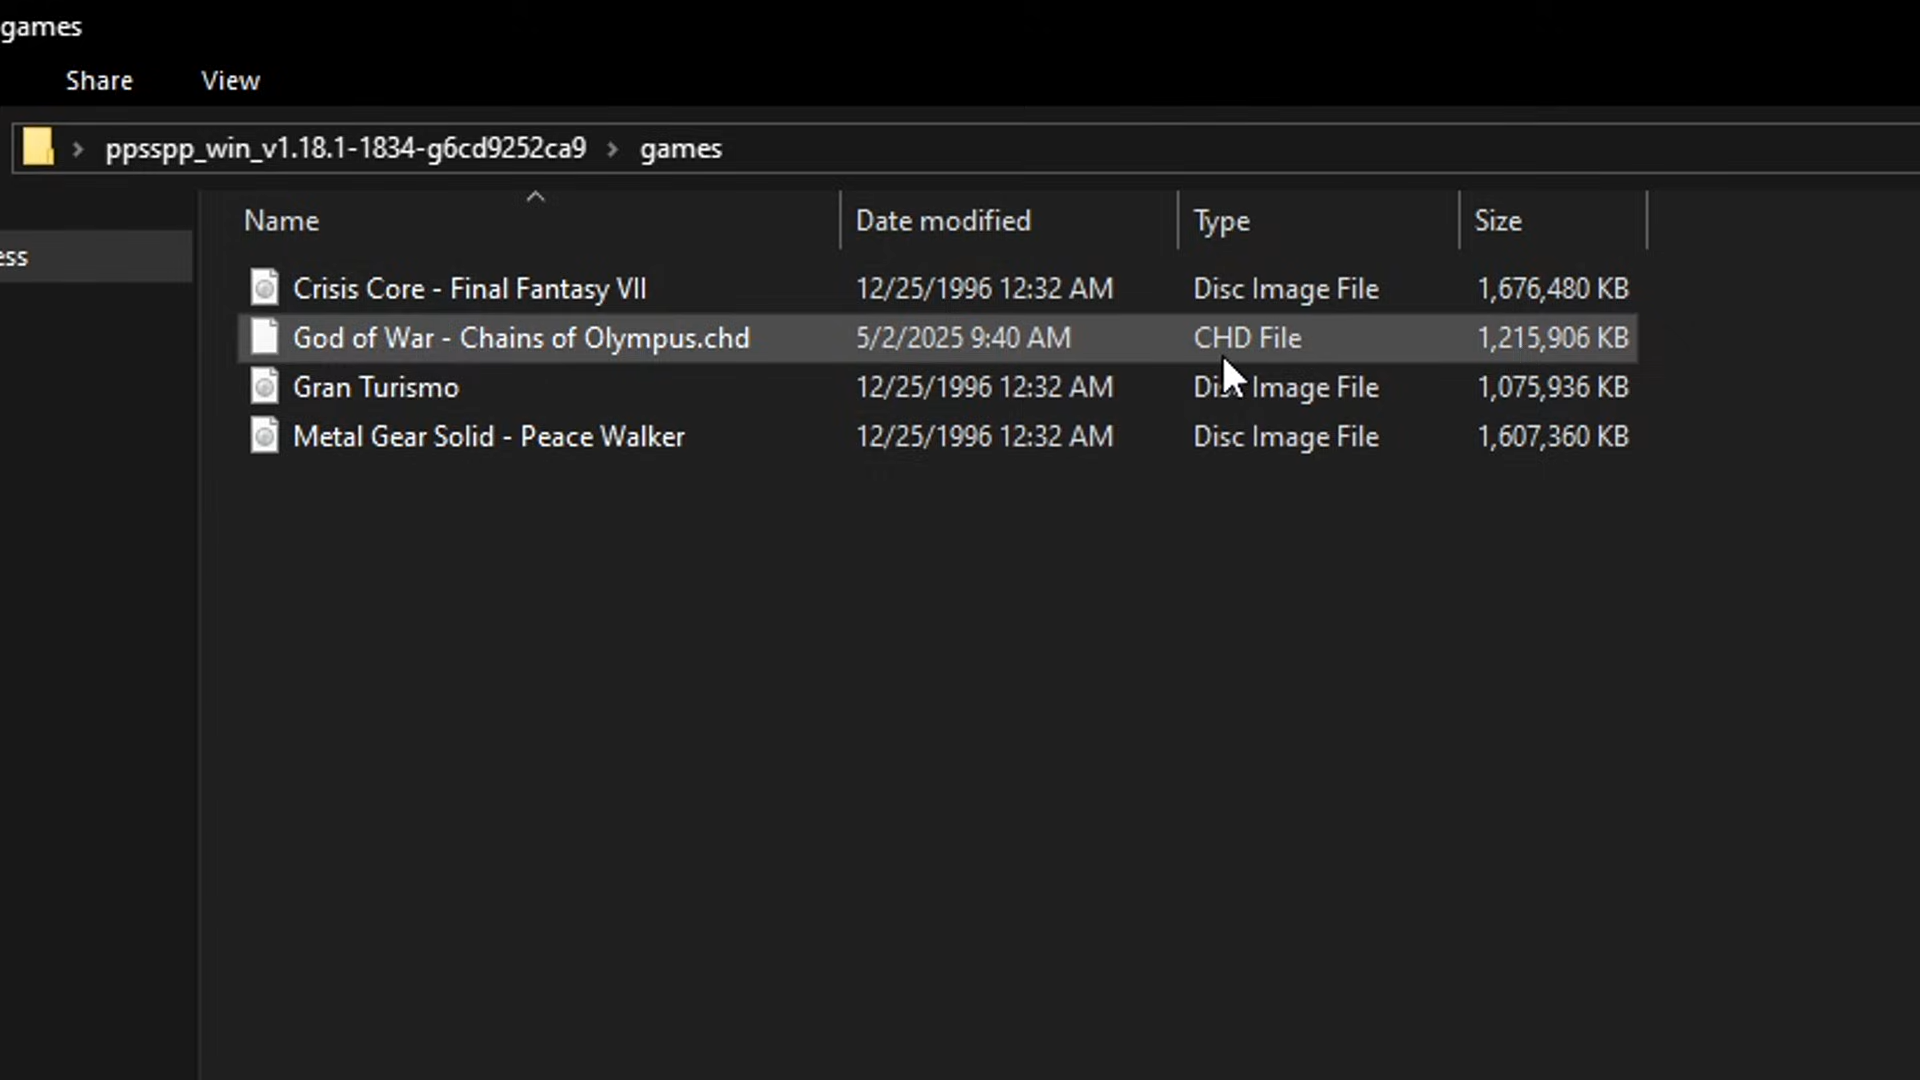 games
Share View
ppsspp_win_v1.18.1-1834-g6cd9252ca9 > games
ess
Name Date modified Type Size
Crisis Core - Final Fantasy VII 12/25/1996 12:32 AM Disc Image File 1,676,480 KB
God of War - Chains of Olympus.chd 5/2/2025 9:40 AM CHD File 1,215,906 KB
Gran Turismo 12/25/1996 12:32 AM Disc Image File 1,075,936 KB
Metal Gear Solid - Peace Walker 12/25/1996 12:32 AM Disc Image File 1,607,360 KB